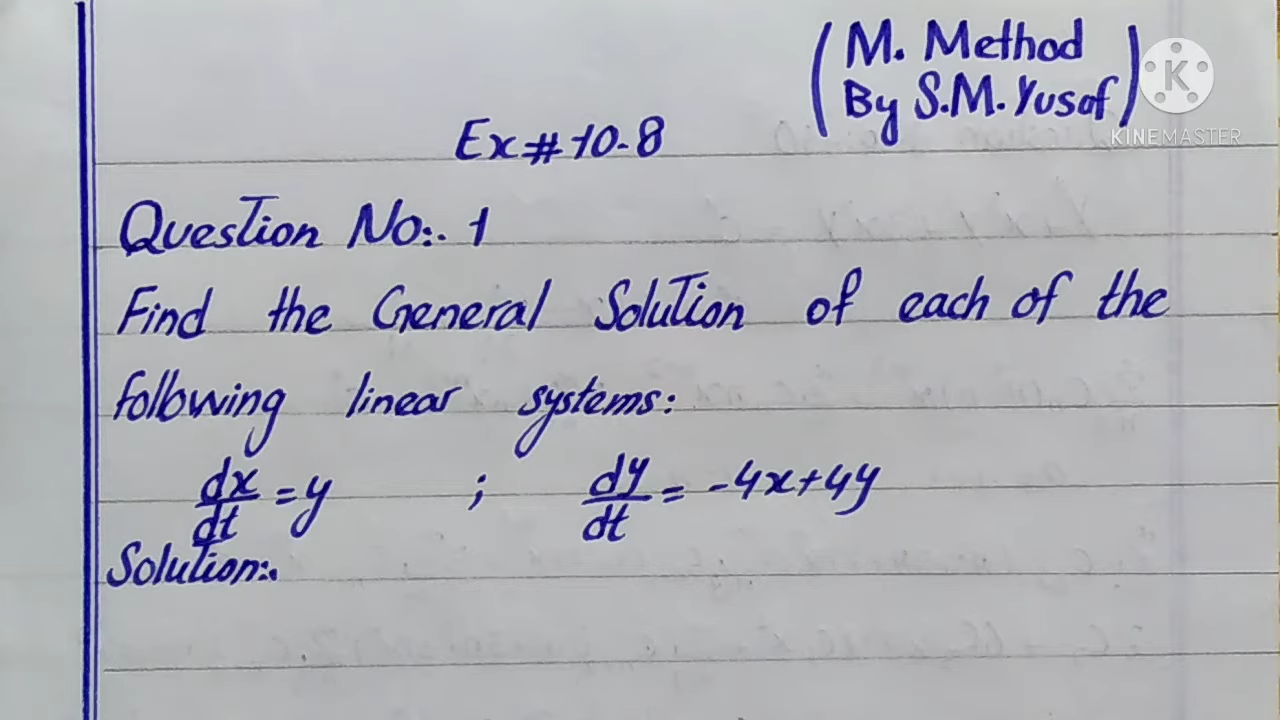 (M. Method
By S.M. Yusaf)
K
KINEMASTER
Ex# 10.8
Question No:. 1
Find the General Solution of each of the
following linear systems:
dx/dt = y ; dy/dt = -4x+4y
Solution:.